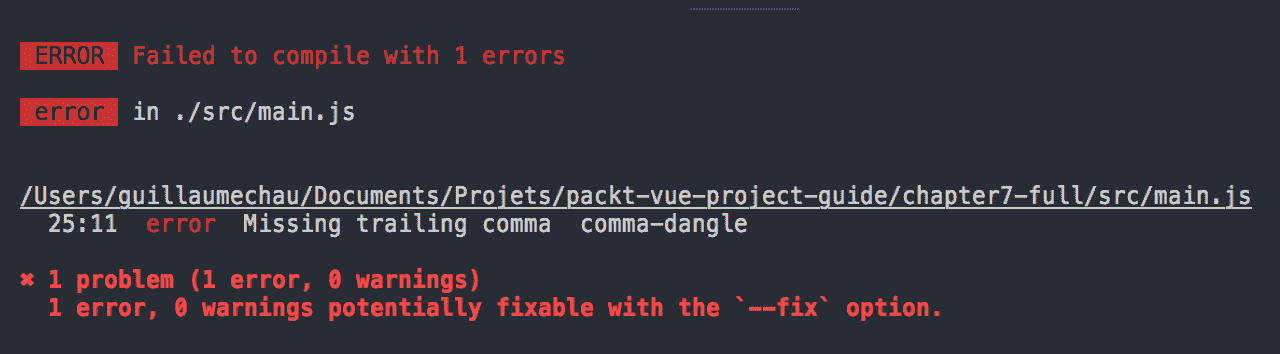 ERROR Failed to compile with 1 errors
error in ./src/main.js
/Users/guillaumechau/Documents/Projets/packt-vue-project-guide/chapter7-full/src/main.js
25:11 error Missing trailing comma comma-dangle
✖ 1 problem (1 error, 0 warnings)
1 error, 0 warnings potentially fixable with the `--fix` option.